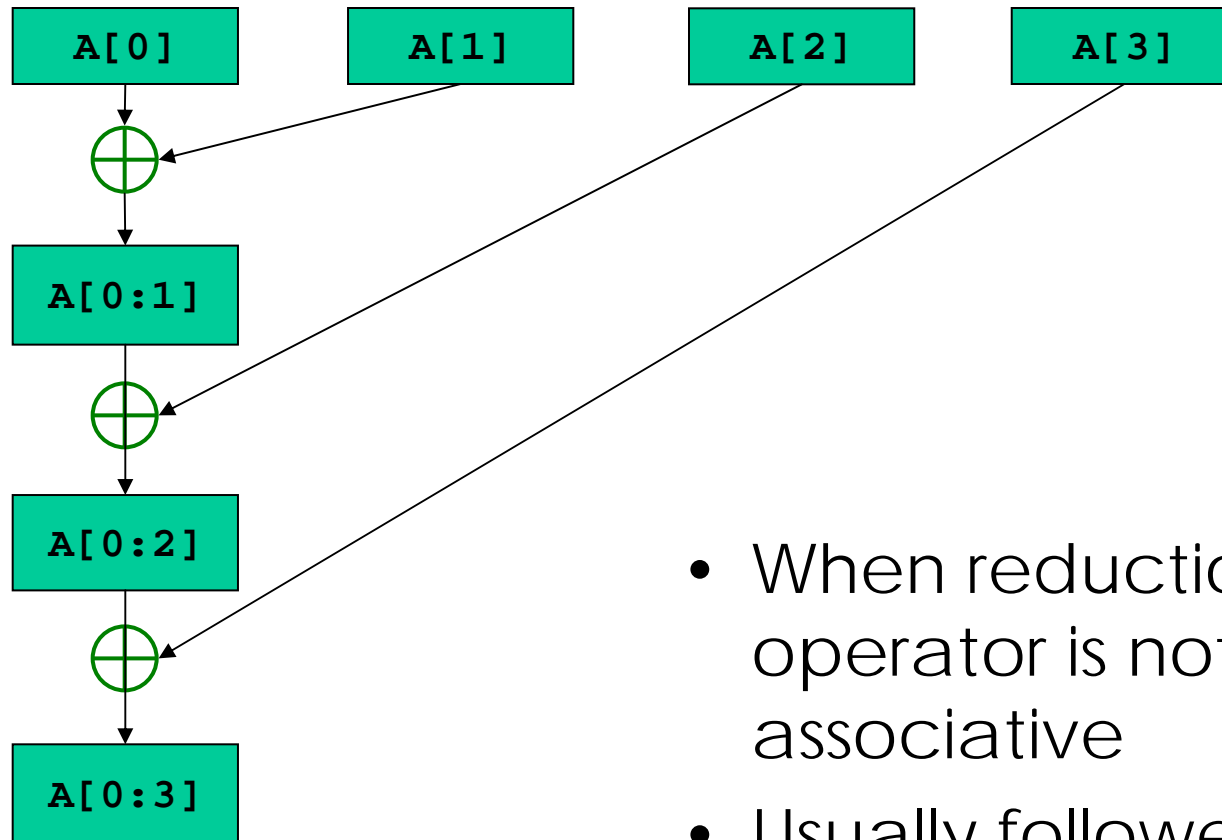 A[0] A[1] A[2] A[3]
A[0:1]
A[0:2]
A[0:3]
• When reductio
operator is not
associative
• Usually followe